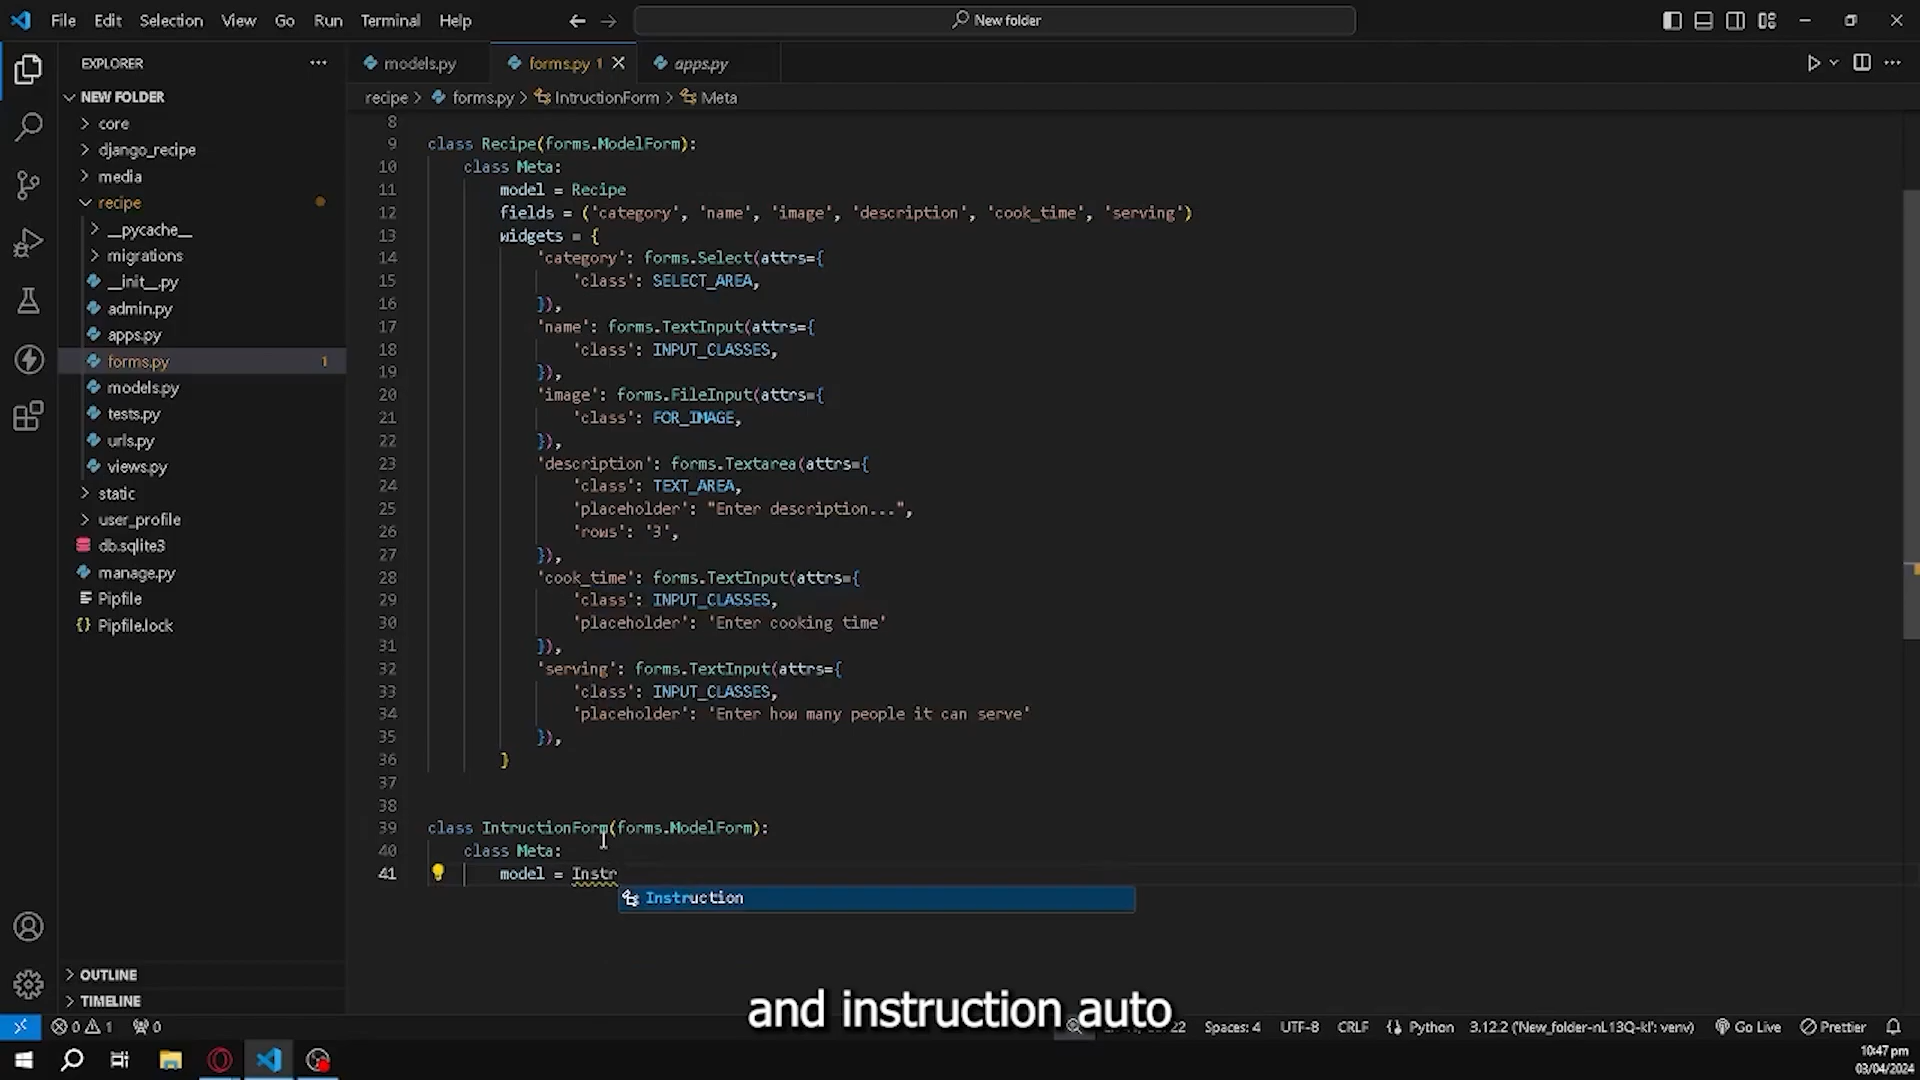 File Edit Selection View Go Run Terminal Help
New folder
EXPLORER
models.py
forms.py 1
apps.py
NEW FOLDER
recipe > forms.py > IntructionForm > Meta
core
django_recipe
media
recipe
__pycache__
migrations
__init__.py
admin.py
apps.py
forms.py 1
models.py
tests.py
urls.py
views.py
static
user_profile
db.sqlite3
manage.py
Pipfile
Pipfile.lock
OUTLINE
TIMELINE
8
9 class Recipe(forms.ModelForm):
10 class Meta:
11 model = Recipe
12 fields = ('category', 'name', 'image', 'description', 'cook_time', 'serving')
13 widgets = {
14 'category': forms.Select(attrs={
15 'class': SELECT_AREA,
16 }),
17 'name': forms.TextInput(attrs={
18 'class': INPUT_CLASSES,
19 }),
20 'image': forms.FileInput(attrs={
21 'class': FOR_IMAGE,
22 }),
23 'description': forms.Textarea(attrs={
24 'class': TEXT_AREA,
25 'placeholder': "Enter description...",
26 'rows': '3',
27 }),
28 'cook_time': forms.TextInput(attrs={
29 'class': INPUT_CLASSES,
30 'placeholder': 'Enter cooking time'
31 }),
32 'serving': forms.TextInput(attrs={
33 'class': INPUT_CLASSES,
34 'placeholder': 'Enter how many people it can serve'
35 }),
36 }
37
38
39 class IntructionForm(forms.ModelForm):
40 class Meta:
41 model = Instr
Instruction
and instruction auto
0 1 0
22 Spaces: 4 UTF-8 CRLF Python 3.12.2 ('New_folder-nL13Q-kI': venv) Go Live Prettier
10:47 pm
03/04/2024